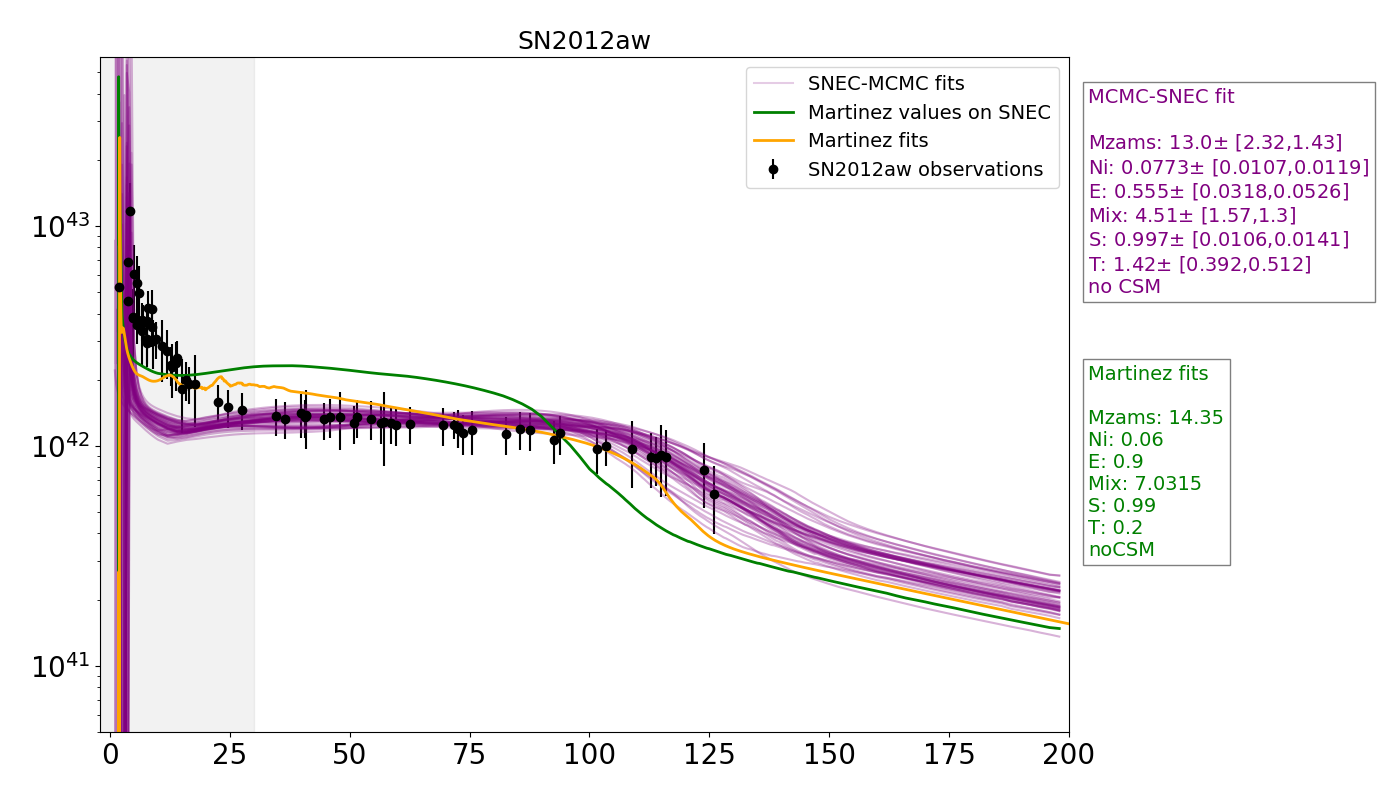 SN2012aw
SNEC-MCMC fits
Martinez values on SNEC
Martinez fits
SN2012aw observations
10^43
10^42
10^41
0 25 50 75 100 125 150 175 200
MCMC-SNEC fit
Mzams: 13.0± [2.32,1.43]
Ni: 0.0773± [0.0107,0.0119]
E: 0.555± [0.0318,0.0526]
Mix: 4.51± [1.57,1.3]
S: 0.997± [0.0106,0.0141]
T: 1.42± [0.392,0.512]
no CSM
Martinez fits
Mzams: 14.35
Ni: 0.06
E: 0.9
Mix: 7.0315
S: 0.99
T: 0.2
noCSM